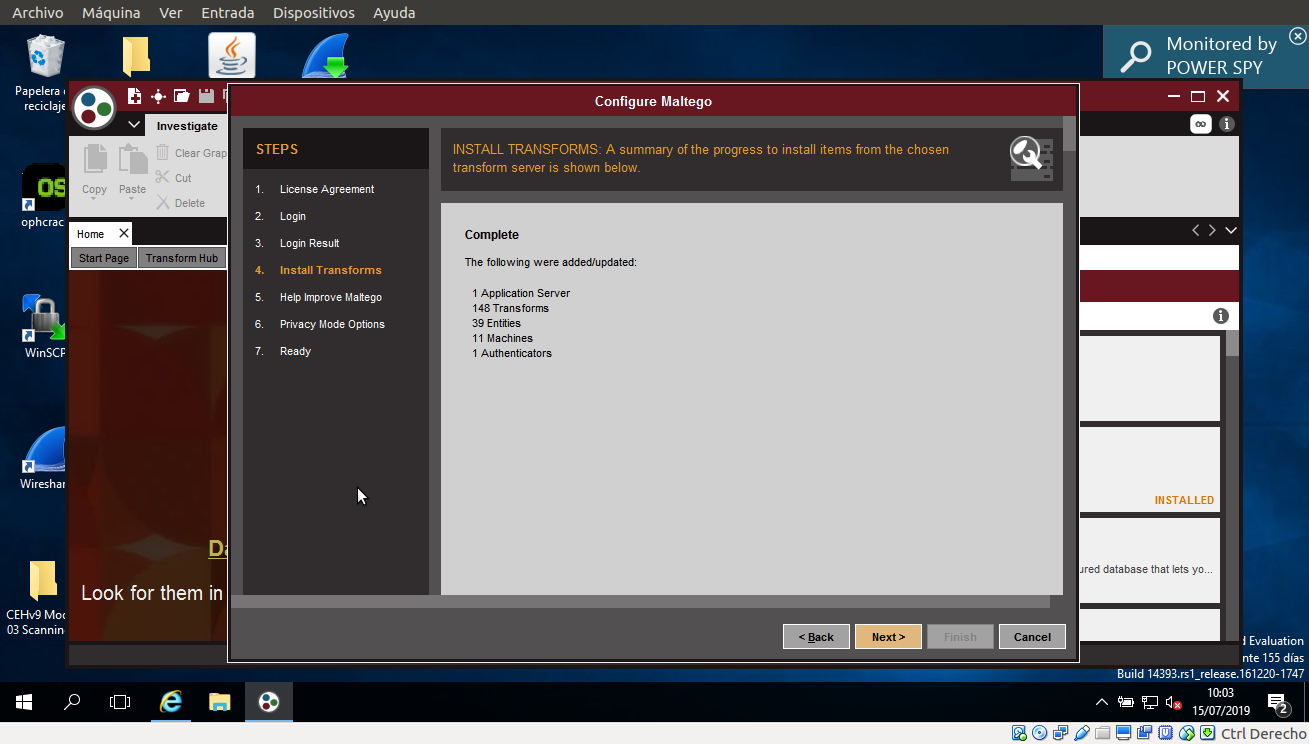 Archivo Máquina Ver Entrada Dispositivos Ayuda
Monitored by
POWER SPY
Papelera
reciclaje
Configure Maltego
Investigate
Copy
Paste
Clear Grap
Cut
Delete
STEPS
1. License Agreement
2. Login
3. Login Result
4. Install Transforms
5. Help Improve Maltego
6. Privacy Mode Options
7. Ready
INSTALL TRANSFORMS: A summary of the progress to install items from the chosen
transform server is shown below.
Complete
The following were added/updated:
1 Application Server
148 Transforms
39 Entities
11 Machines
1 Authenticators
OS
ophcrac
Home
Start Page Transform Hub
WinSCP
Wireshar
INSTALLED
Da
Look for them in
ured database that lets yo...
CEHv9 Mod
03 Scannin
< Back Next > Finish Cancel
d Evaluation
nte 155 días
Build 14393.rs1_release.161220-1747
10:03
15/07/2019
2
Ctrl Derecho